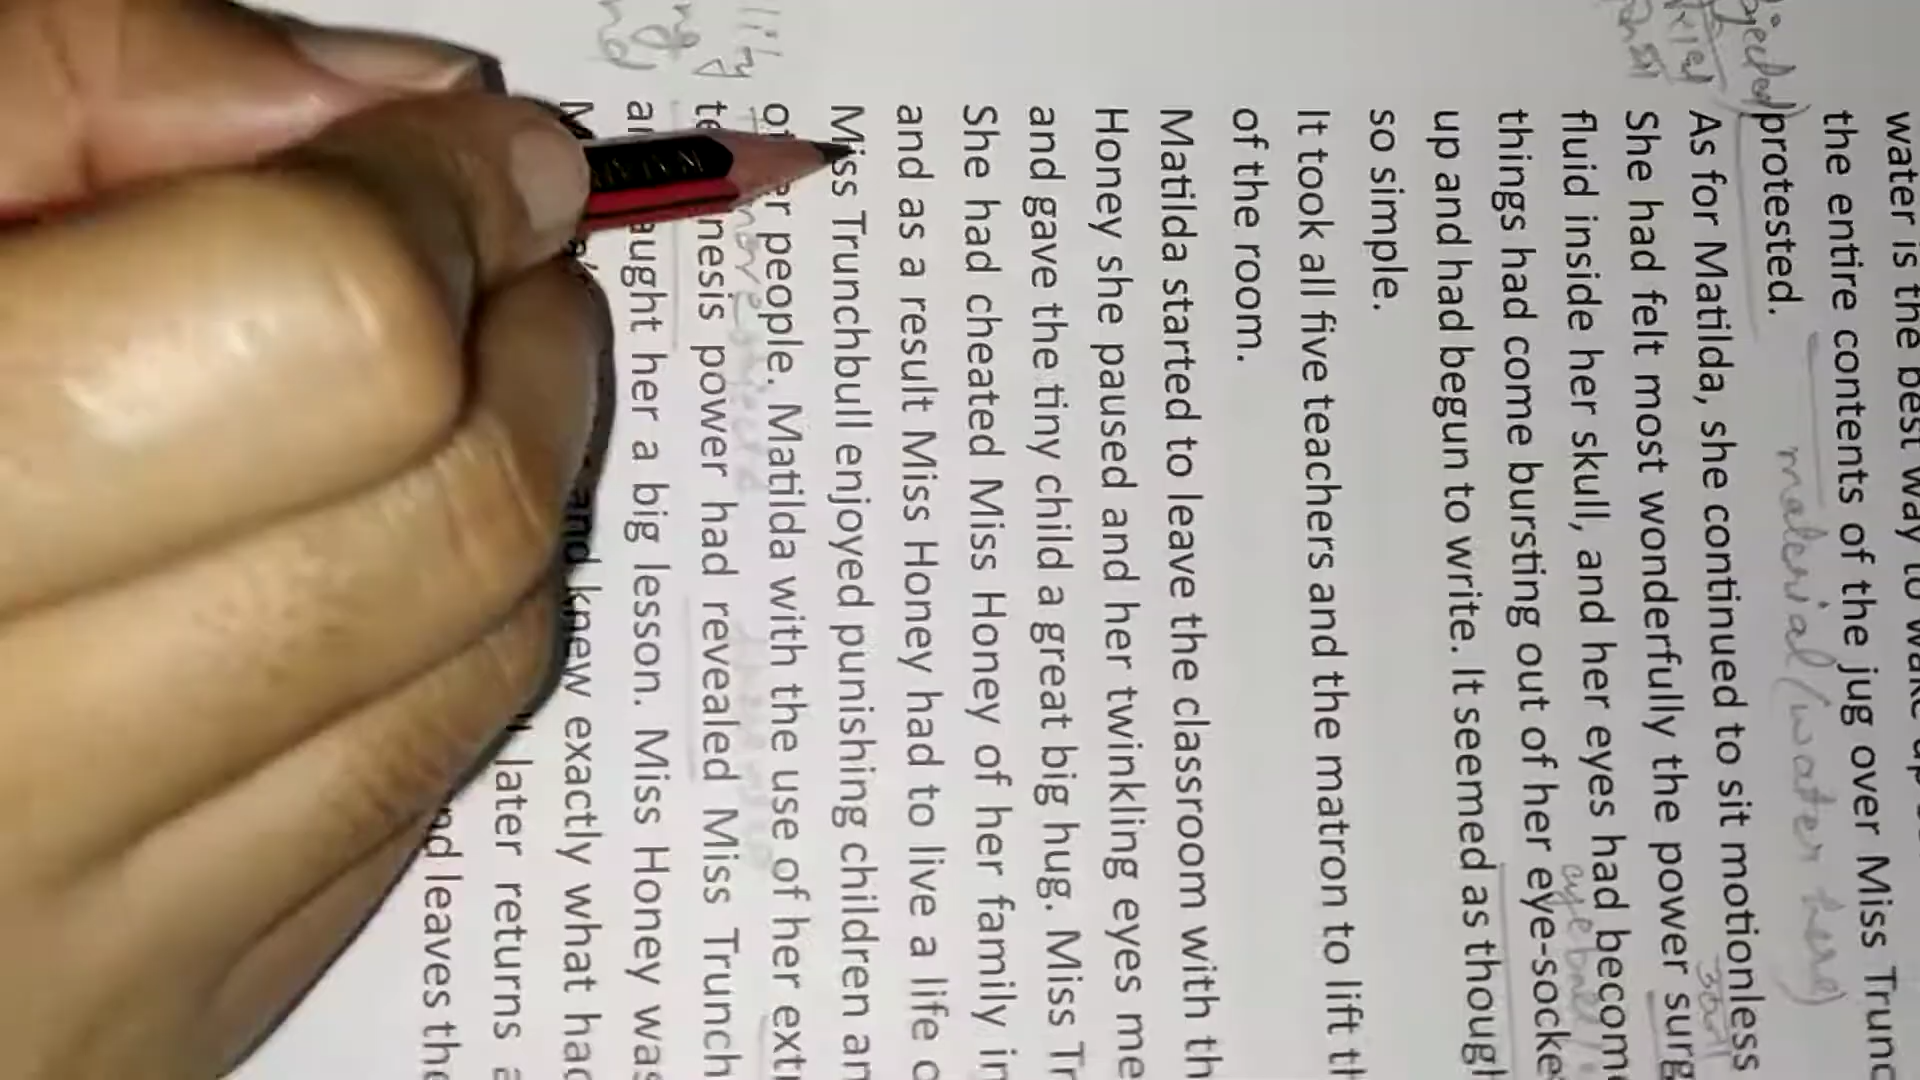 water is the best way to wake up
the entire contents of the jug over Miss Trunc
protested.
As for Matilda, she continued to sit motionless
She had felt most wonderfully the power surg
fluid inside her skull, and her eyes had becom
things had come bursting out of her eye-socke
up and had begun to write. It seemed as thoug
so simple.
It took all five teachers and the matron to lift th
of the room.
Matilda started to leave the classroom with th
Honey she paused and her twinkling eyes me
and gave the tiny child a great big hug. Miss Tr
She had cheated Miss Honey of her family in
and as a result Miss Honey had to live a life o
Miss Trunchbull enjoyed punishing children an
people. Matilda with the use of her extr
nesis power had revealed Miss Trunch
aught her a big lesson. Miss Honey was
and knew exactly what had
later returns a
nd leaves the
material (water here)